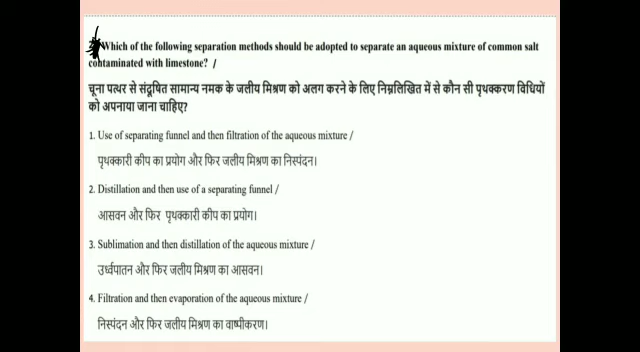 Which of the following separation methods should be adopted to separate an aqueous mixture of common salt
contaminated with limestone? /
चूना पत्थर से संदूषित सामान्य नमक के जलीय मिश्रण को अलग करने के लिए निम्नलिखित में से कौन सी पृथक्करण विधियों
को अपनाया जाना चाहिए?
1. Use of separating funnel and then filtration of the aqueous mixture /
पृथक्कारी कीप का प्रयोग और फिर जलीय मिश्रण का निस्पंदन।
2. Distillation and then use of a separating funnel /
आसवन और फिर पृथक्कारी कीप का प्रयोग।
3. Sublimation and then distillation of the aqueous mixture /
उर्ध्वपातन और फिर जलीय मिश्रण का आसवन।
4. Filtration and then evaporation of the aqueous mixture /
निस्पंदन और फिर जलीय मिश्रण का वाष्पीकरण।